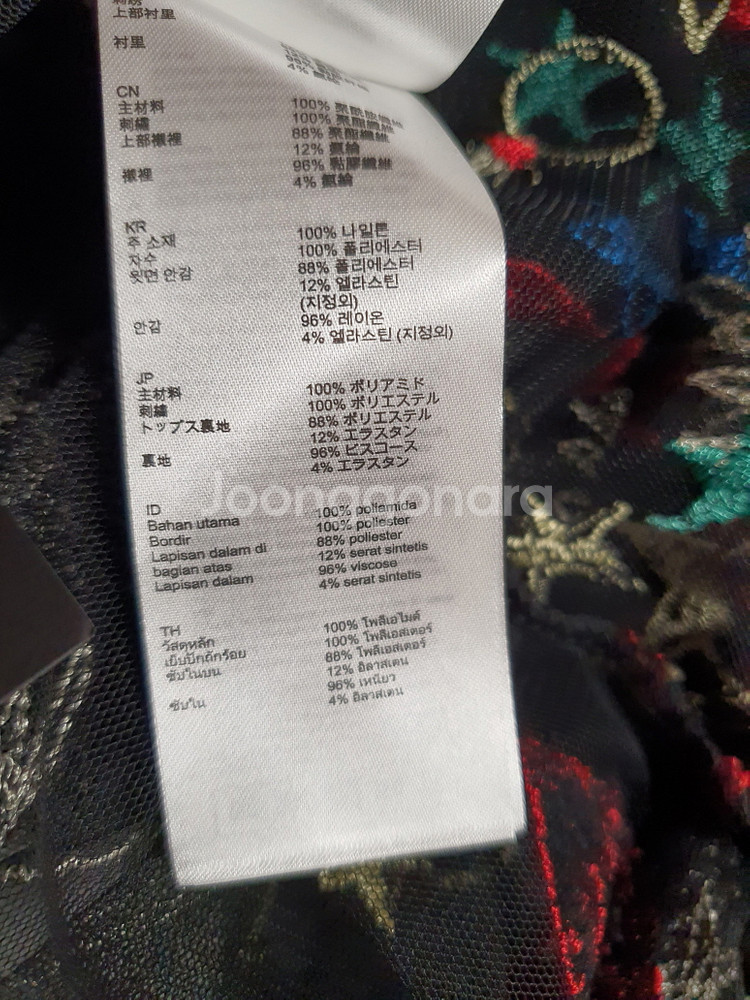 上部衬里
衬里
4%
CN
主材料 100%
刺繡 100% 聚酯纖維
上部襯裡 88% 聚酯纖維
12% 氨綸
襯裡 96% 黏膠纖維
4% 氨綸
KR
주 소재 100% 나일론
자수 100% 폴리에스터
윗면 안감 88% 폴리에스터
12% 엘라스틴
(지정외)
안감 96% 레이온
4% 엘라스틴 (지정외)
JP
主材料 100% ポリアミド
刺繍 100% ポリエステル
トップス裏地 88% ポリエステル
12% エラスタン
裏地 96% ビスコース
4% エラスタン
Joonggonara
ID
Bahan utama 100% poliamida
Bordir 100% poliester
Lapisan dalam di 88% poliester
bagian atas 12% serat sintetis
Lapisan dalam 96% viscose
4% serat sintetis
TH
วัสดุหลัก 100% โพลีเอไมด์
เย็บปักถักร้อย 100% โพลีเอสเตอร์
ซับในบน 88% โพลีเอสเตอร์
12% อิลาสเตน
ซับใน 96% เหนียว
4% อิลาสเตน